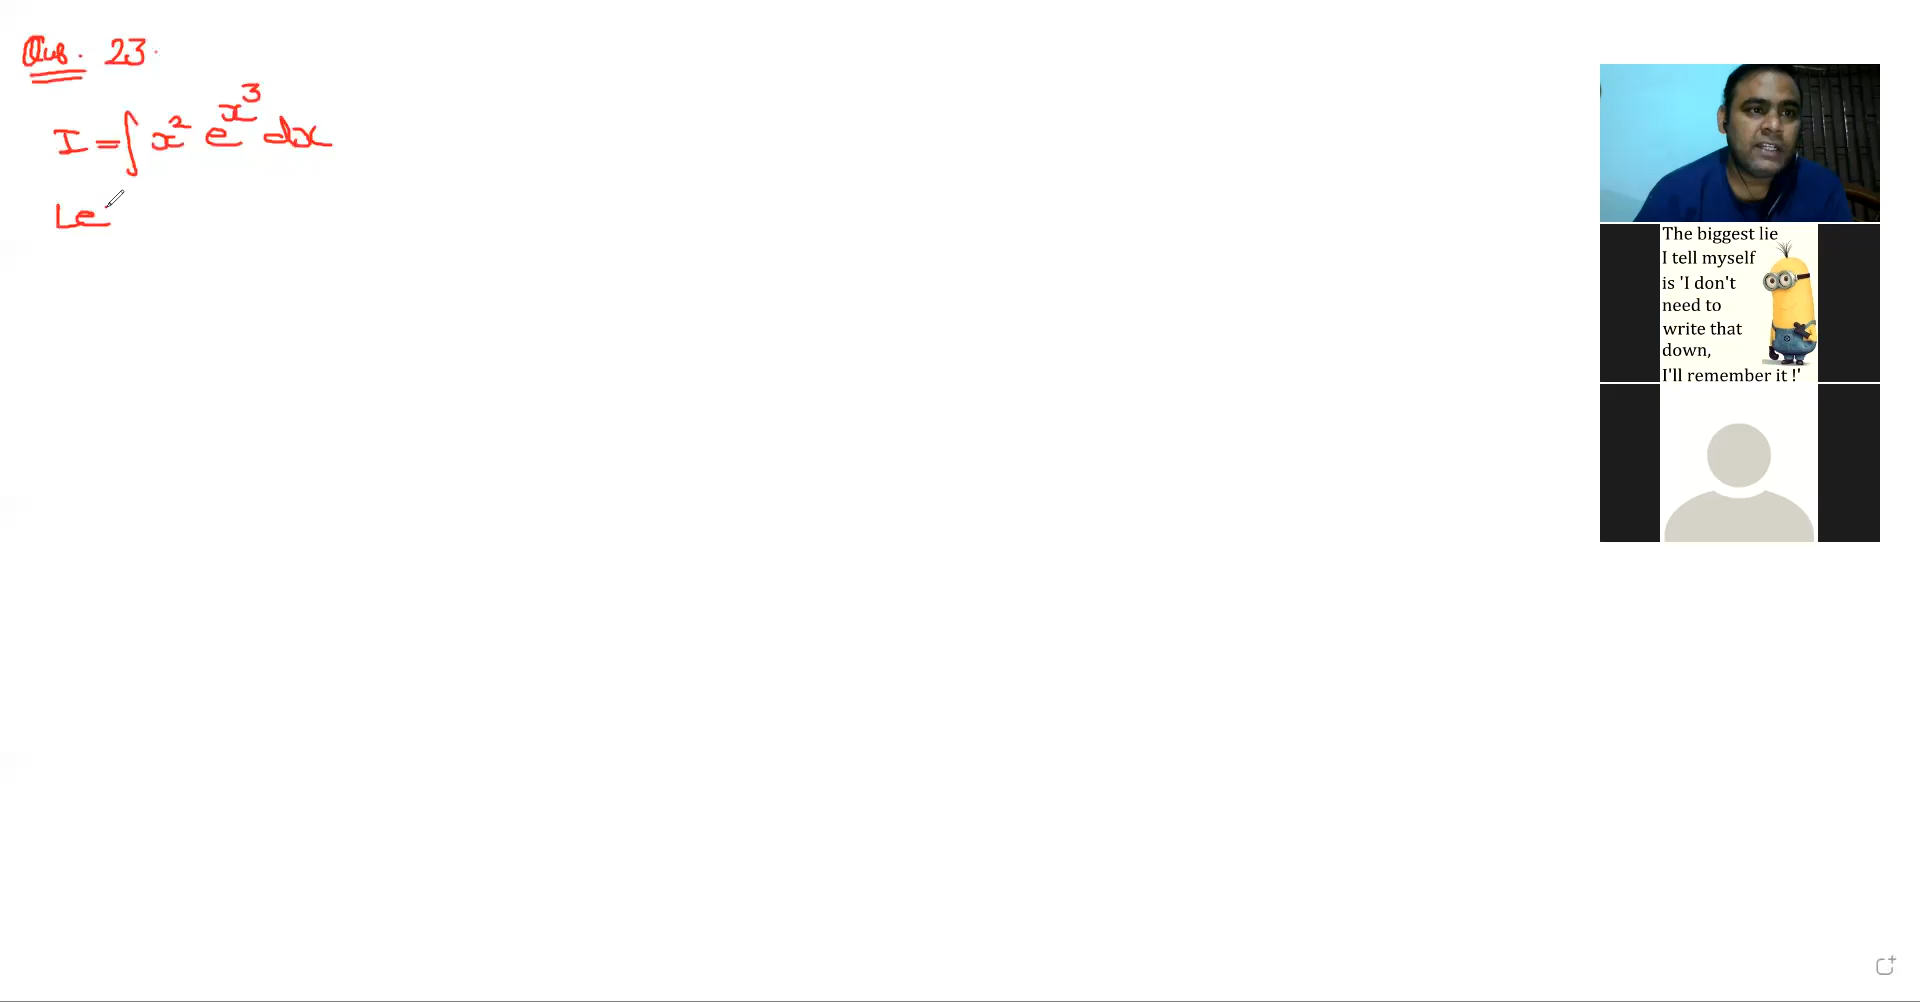 Ques. 23.
I = ∫ x² e^x³ dx
Le
The biggest lie
I tell myself
is 'I don't
need to
write that
down,
I'll remember it !'